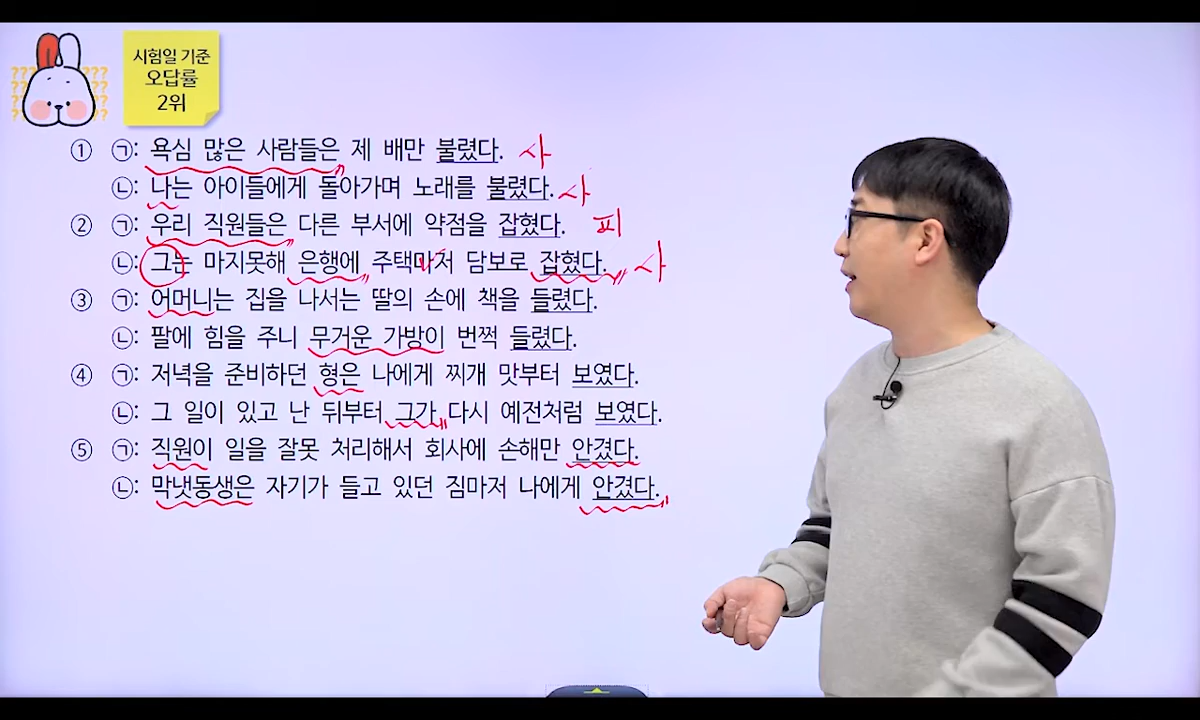 시험일 기준
오답률
2위
① ㉠: 욕심 많은 사람들은 제 배만 불렸다. 사
㉡: 나는 아이들에게 돌아가며 노래를 불렸다. 사
② ㉠: 우리 직원들은 다른 부서에 약점을 잡혔다. 피
㉡: 그는 마지못해 은행에 주택마저 담보로 잡혔다. 사
③ ㉠: 어머니는 집을 나서는 딸의 손에 책을 들렸다.
㉡: 팔에 힘을 주니 무거운 가방이 번쩍 들렸다.
④ ㉠: 저녁을 준비하던 형은 나에게 찌개 맛부터 보였다.
㉡: 그 일이 있고 난 뒤부터 그가 다시 예전처럼 보였다.
⑤ ㉠: 직원이 일을 잘못 처리해서 회사에 손해만 안겼다.
㉡: 막냇동생은 자기가 들고 있던 짐마저 나에게 안겼다.